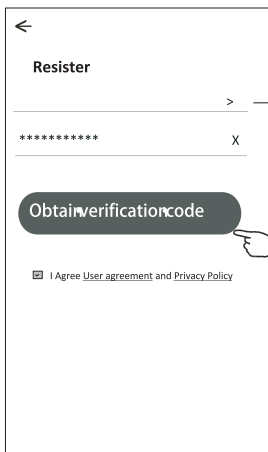 Resister
>
*********** X
Obtain verification code
I Agree User agreement and Privacy Policy